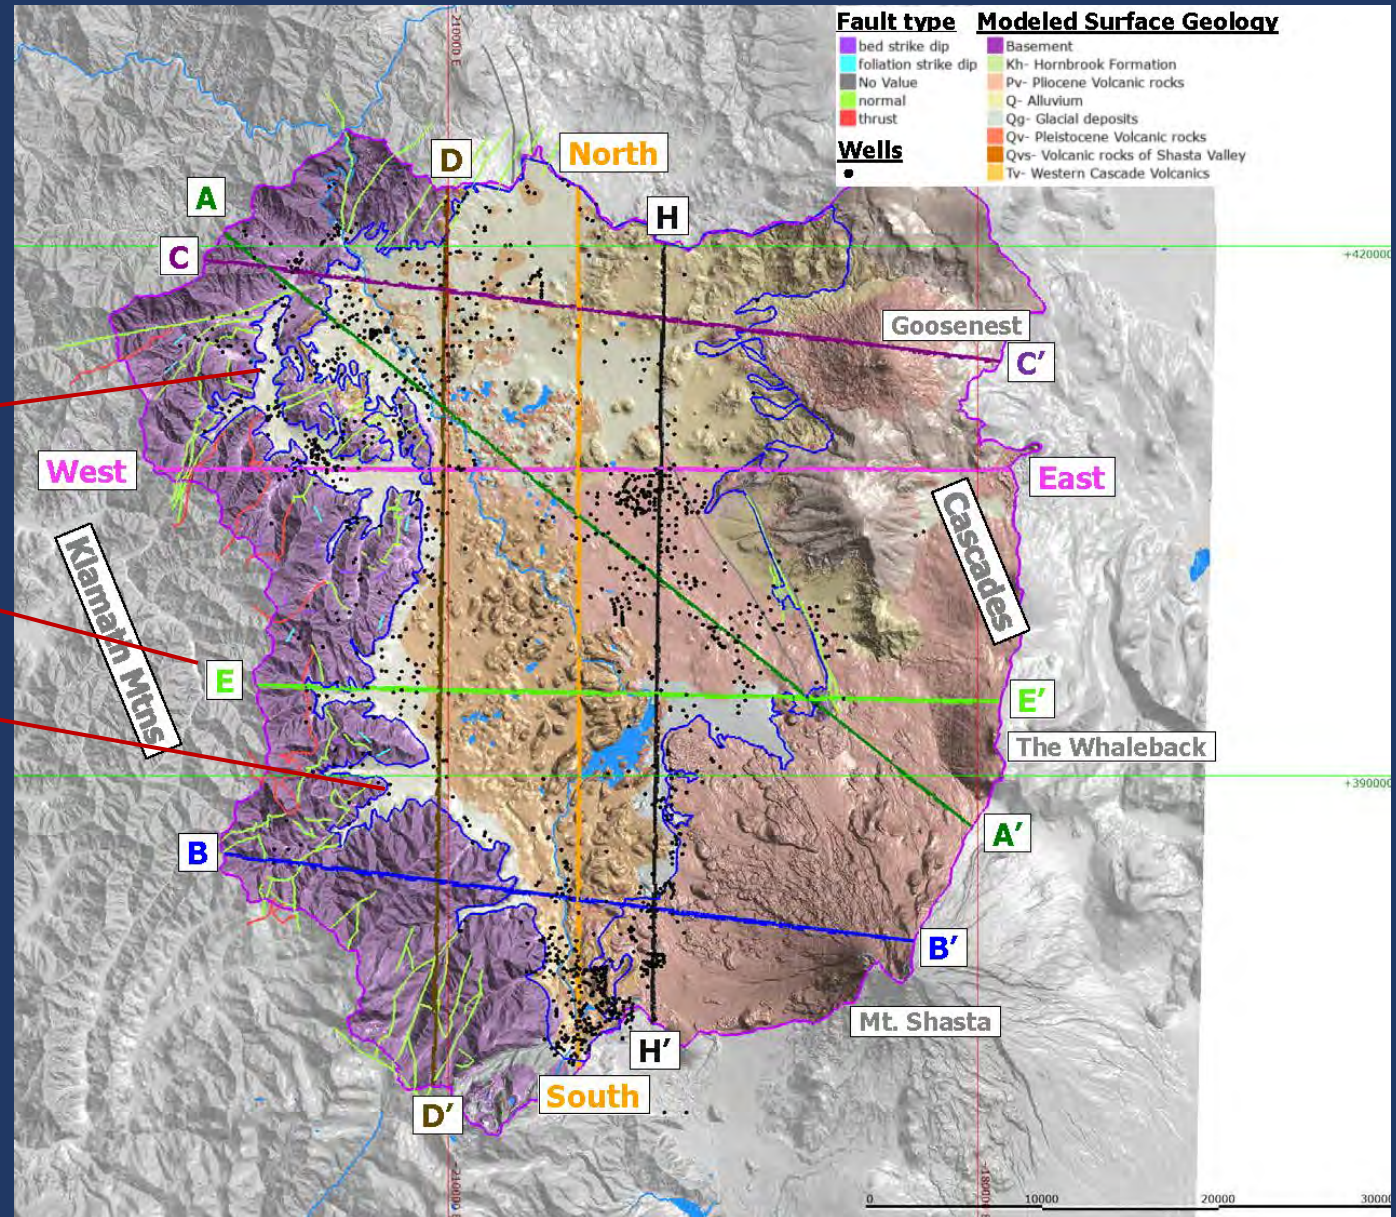 Fault type
bed strike dip
foliation strike dip
No Value
normal
thrust
Wells
Modeled Surface Geology
Basement
Kh- Hornbrook Formation
Pv- Pliocene Volcanic rocks
Q- Alluvium
Qg- Glacial deposits
Qv- Pleistocene Volcanic rocks
Qvs- Volcanic rocks of Shasta Valley
Tv- Western Cascade Volcanics
210000 E
D
North
A
H
C
+420000
Goosenest
C′
West
East
Cascades
Klamath Mtns
E
E′
The Whaleback
+390000
A′
B
B′
Mt. Shasta
H′
South
D′
0
10000
20000
30000